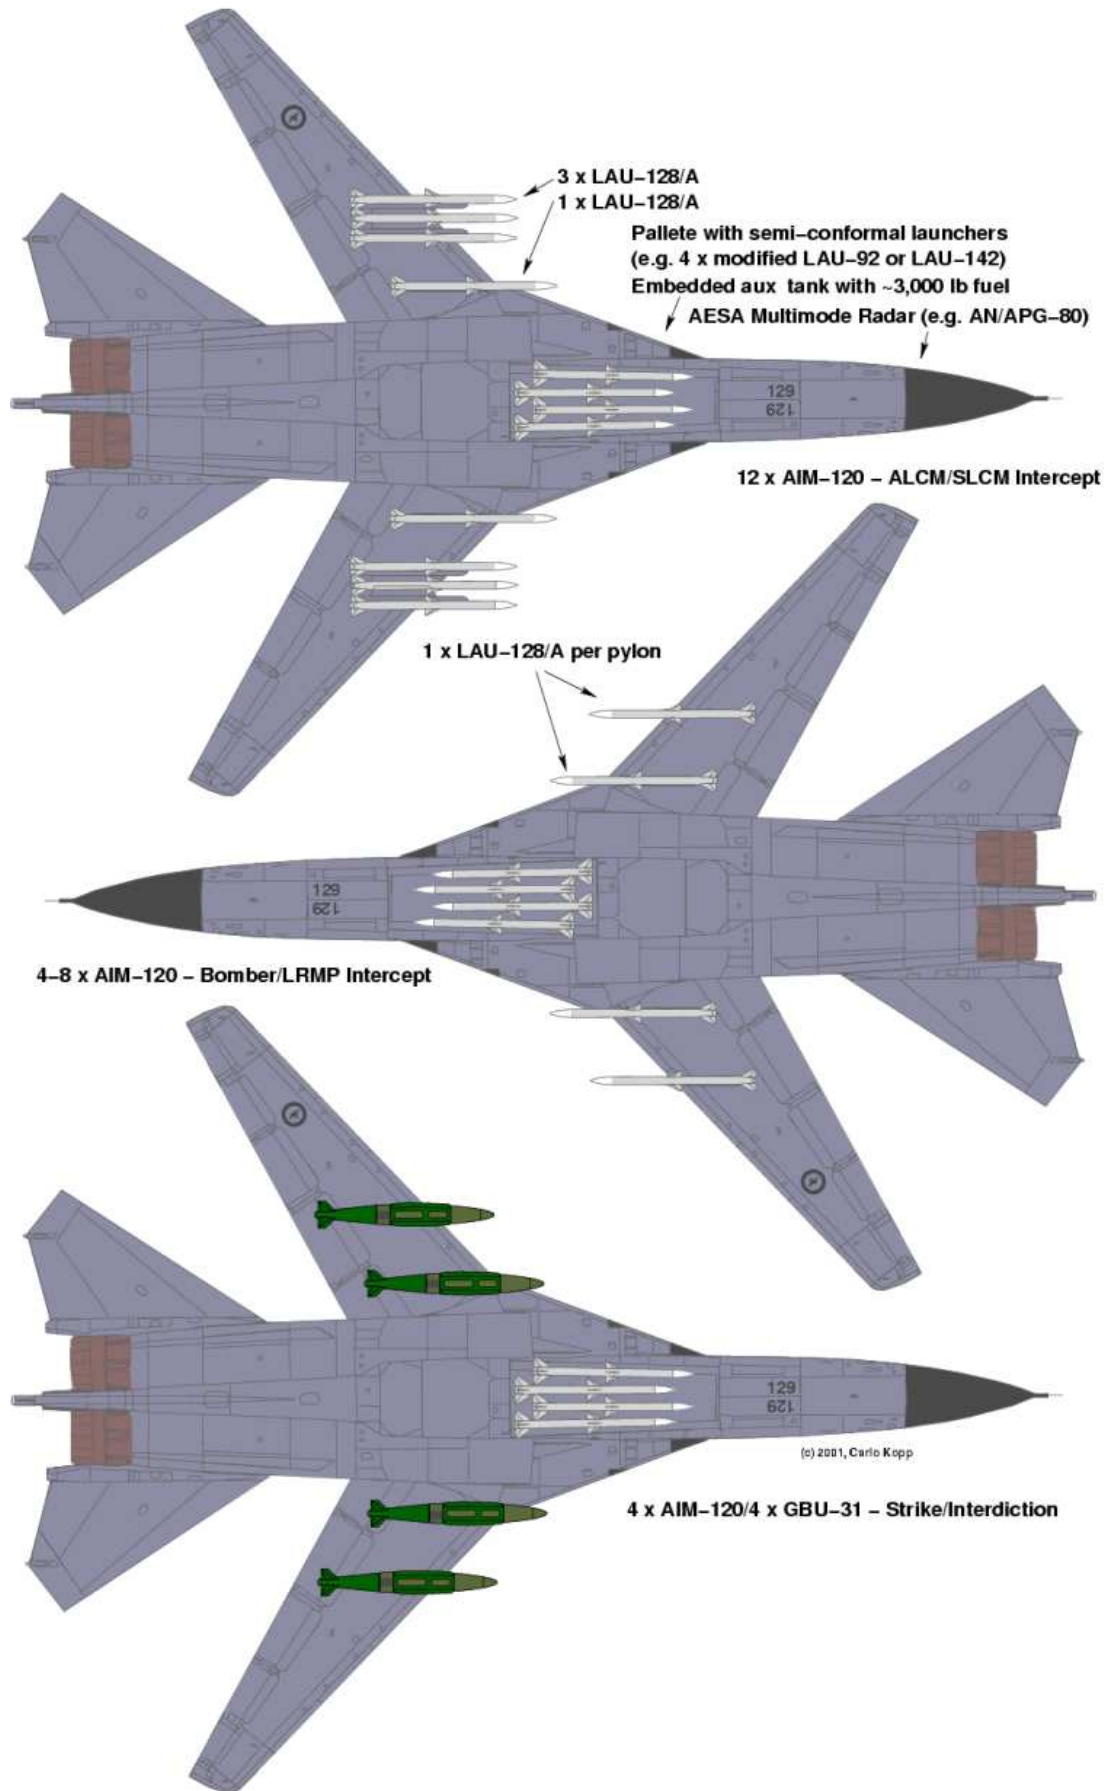 3 x LAU-128/A
1 x LAU-128/A
Pallete with semi-conformal launchers
(e.g. 4 x modified LAU-92 or LAU-142)
Embedded aux tank with ~3,000 lb fuel
AESA Multimode Radar (e.g. AN/APG-80)
129
129
12 x AIM-120 - ALCM/SLCM Intercept
1 x LAU-128/A per pylon
129
129
4-8 x AIM-120 - Bomber/LRMP Intercept
129
129
(c) 2001, Carlo Kopp
4 x AIM-120/4 x GBU-31 - Strike/Interdiction